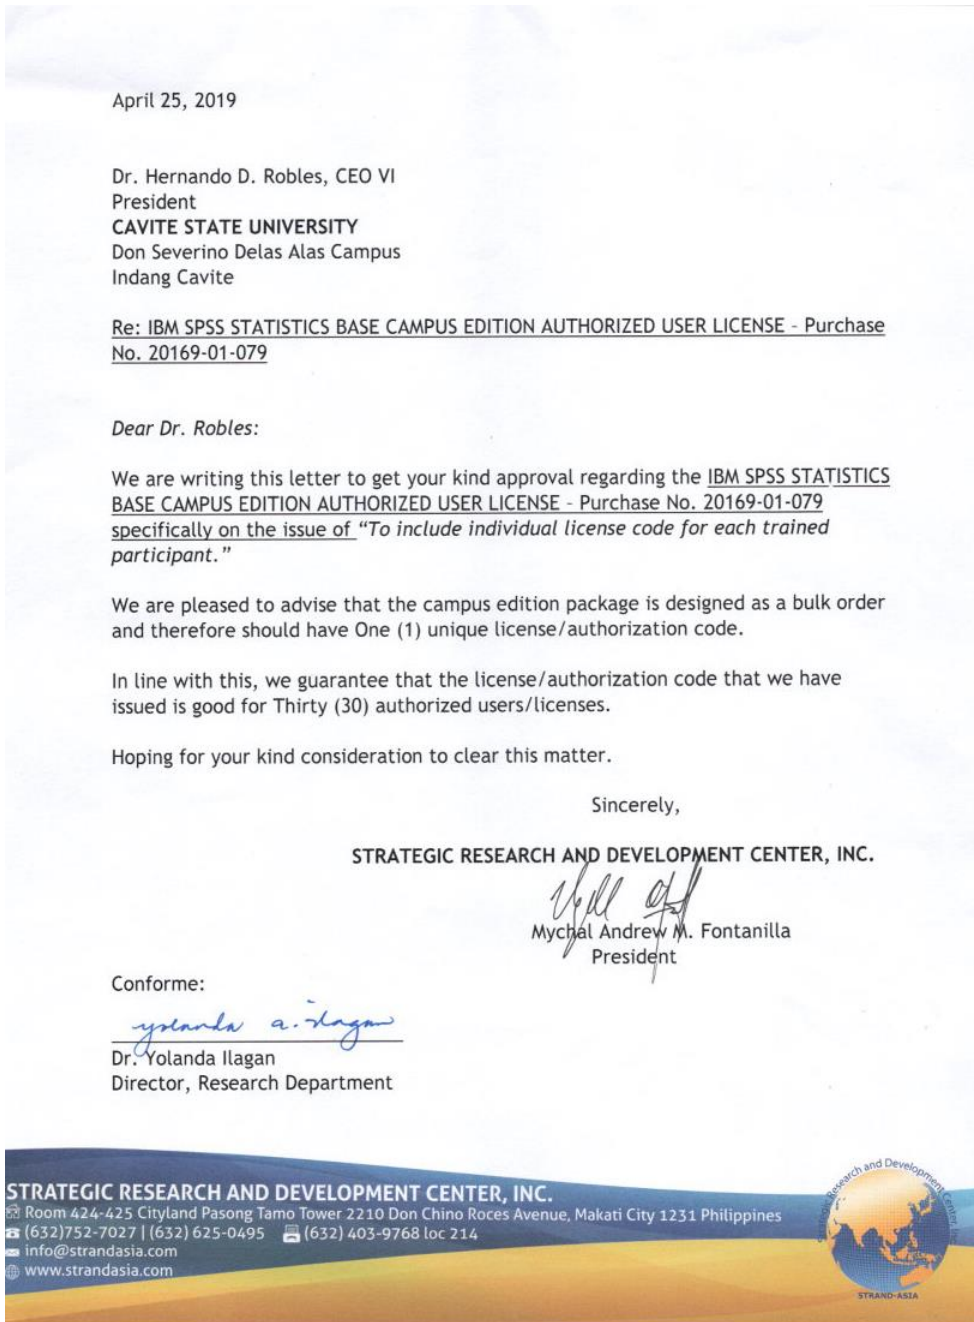 April 25, 2019
Dr. Hernando D. Robles, CEO VI
President
CAVITE STATE UNIVERSITY
Don Severino Delas Alas Campus
Indang Cavite
Re: IBM SPSS STATISTICS BASE CAMPUS EDITION AUTHORIZED USER LICENSE - Purchase
No. 20169-01-079
Dear Dr. Robles:
We are writing this letter to get your kind approval regarding the IBM SPSS STATISTICS
BASE CAMPUS EDITION AUTHORIZED USER LICENSE - Purchase No. 20169-01-079
specifically on the issue of “To include individual license code for each trained
participant.”
We are pleased to advise that the campus edition package is designed as a bulk order
and therefore should have One (1) unique license/authorization code.
In line with this, we guarantee that the license/authorization code that we have
issued is good for Thirty (30) authorized users/licenses.
Hoping for your kind consideration to clear this matter.
Sincerely,
STRATEGIC RESEARCH AND DEVELOPMENT CENTER, INC.
Mychal Andrew M. Fontanilla
President
Conforme:
yolanda a. ilagan
Dr. Yolanda Ilagan
Director, Research Department
STRATEGIC RESEARCH AND DEVELOPMENT CENTER, INC.
Room 424-425 Cityland Pasong Tamo Tower 2210 Don Chino Roces Avenue, Makati City 1231 Philippines
(632)752-7027 | (632) 625-0495 (632) 403-9768 loc 214
info@strandasia.com
www.strandasia.com
Research and Development Center, Inc.
STRAND-ASIA